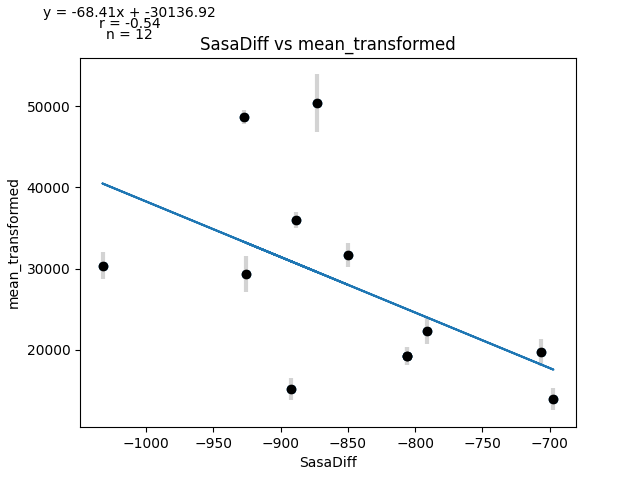 y = -68.41x + -30136.92
r = -0.54
n = 12
SasaDiff vs mean_transformed
50000
40000
30000
20000
mean_transformed
−1000
−950
−900
−850
−800
−750
−700
SasaDiff